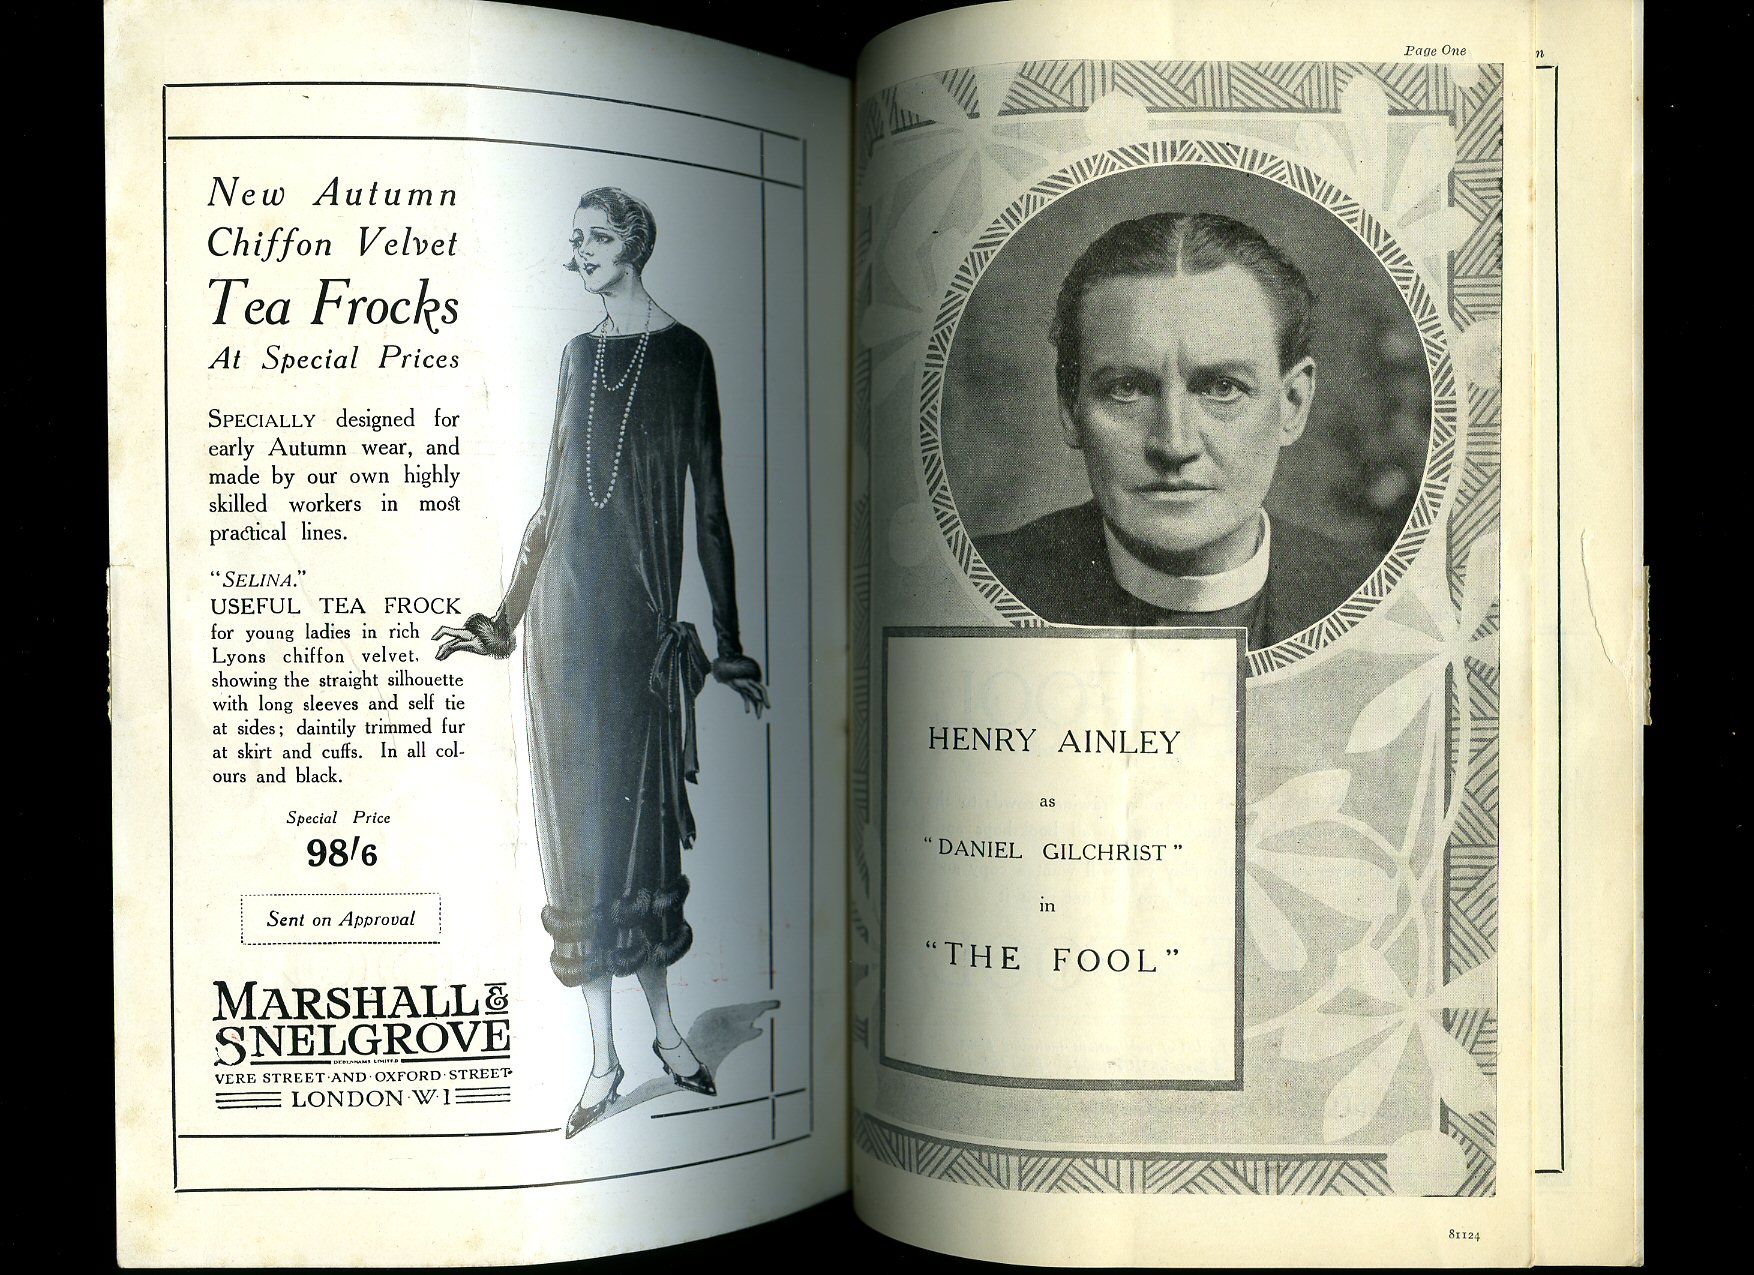 New Autumn
Chiffon Velvet
Tea Frocks
At Special Prices
SPECIALLY designed for
early Autumn wear, and
made by our own highly
skilled workers in most
practical lines.
"SELINA."
USEFUL TEA FROCK
for young ladies in rich
Lyons chiffon velvet,
showing the straight silhouette
with long sleeves and self tie
at sides; daintily trimmed fur
at skirt and cuffs. In all col-
ours and black.
Special Price
98/6
Sent on Approval
MARSHALL &
SNELGROVE
DEBENHAMS LIMITED
VERE STREET·AND·OXFORD·STREET
LONDON·W·1
Page One
HENRY AINLEY
as
"DANIEL GILCHRIST"
in
"THE FOOL"
81124